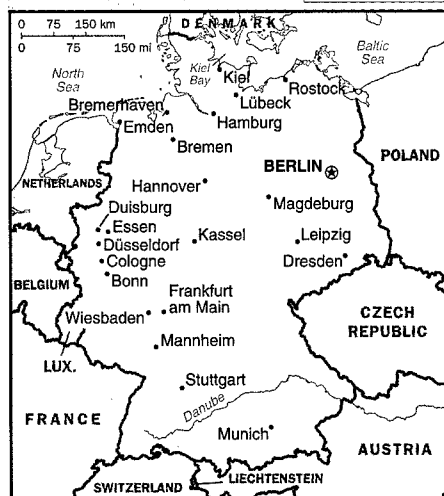 0 75 150 km
0 75 150 mi
DENMARK
North
Sea
Baltic
Sea
Kiel
Bay
Kiel
Rostock
Lübeck
Bremerhaven
Hamburg
Emden
Bremen
BERLIN
POLAND
NETHERLANDS
Hannover
Magdeburg
Duisburg
Essen
Düsseldorf
Kassel
Leipzig
Cologne
Dresden
BELGIUM
Bonn
Frankfurt
am Main
Wiesbaden
CZECH
REPUBLIC
Mannheim
LUX.
Stuttgart
Danube
FRANCE
Munich
AUSTRIA
SWITZERLAND
LIECHTENSTEIN